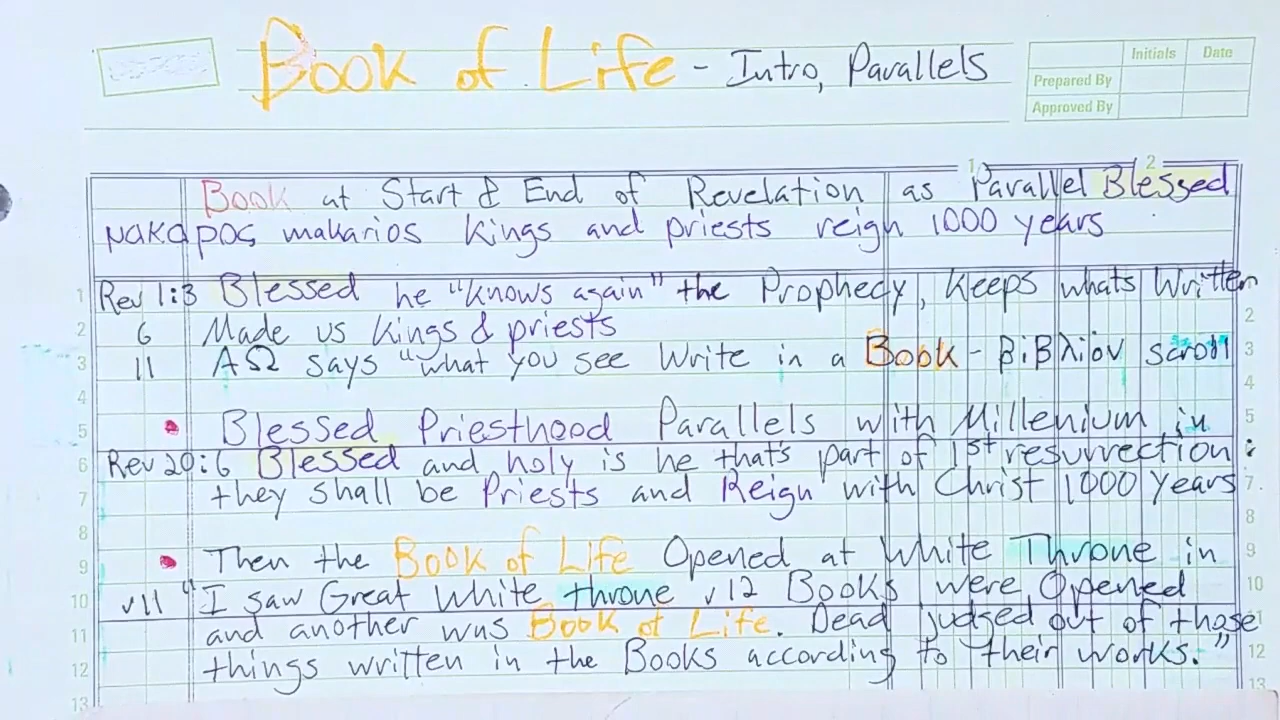 Book of Life - Intro, Parallels
Initials Date
Prepared By
Approved By
1 2
Book at Start & End of Revelation as Parallel Blessed
μακαριος makarios Kings and priests reign 1000 years
1 Rev 1:3 Blessed he "knows again" the Prophecy, Keeps whats Written
2 6 Made us Kings & priests 2
3 11 ΑΩ says "what you see Write in a Book - βιβλίον scroll 3
4 4
5 • Blessed Priesthood Parallels with Millenium in 5
6 Rev 20:6 Blessed and holy is he that's part of 1st resurrection :
7 they shall be Priests and Reign with Christ 1000 years 7
8 8
9 • Then the Book of Life Opened at White Throne in 9
10 v11 "I saw Great White throne v12 Books were Opened 10
11 and another was Book of Life. Dead judged out of those 11
12 things written in the Books according to their works." 12
13 13